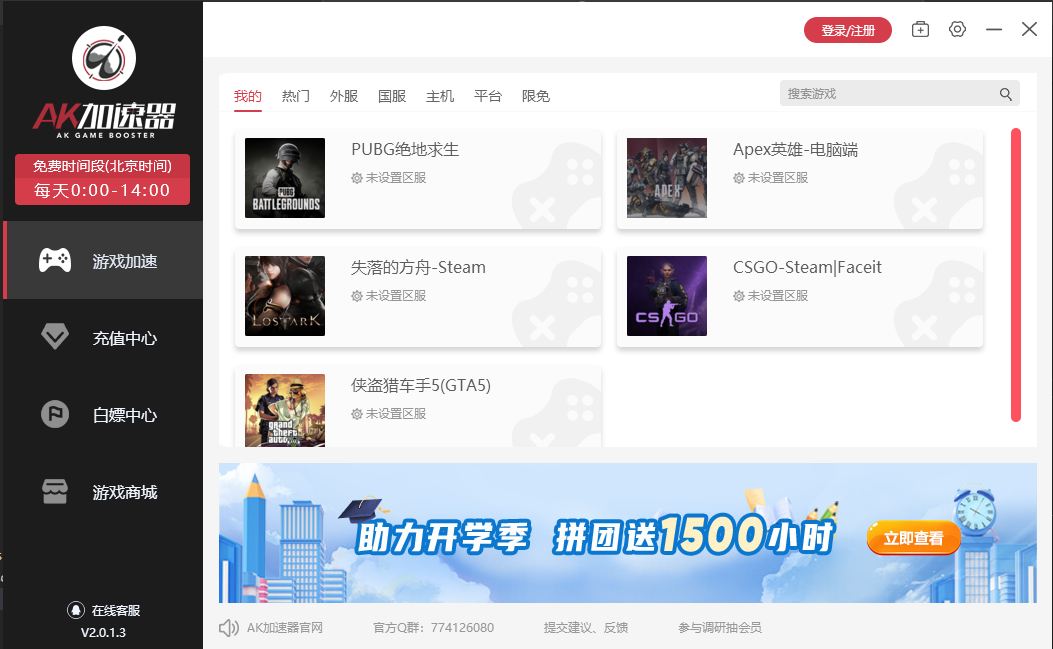 登录/注册
AK加速器
AK GAME BOOSTER
免费时间段(北京时间)
每天0:00-14:00
游戏加速
充值中心
白嫖中心
游戏商城
在线客服
V2.0.1.3
我的 热门 外服 国服 主机 平台 限免
搜索游戏
PUBG绝地求生
未设置区服
PUBG
BATTLEGROUNDS
Apex英雄-电脑端
未设置区服
APEX
失落的方舟-Steam
未设置区服
LOSTARK
CSGO-Steam|Faceit
未设置区服
CS GO
侠盗猎车手5(GTA5)
未设置区服
grand
theft
auto
助力开学季 拼团送1500小时
立即查看
AK加速器官网 官方Q群：774126080 提交建议、反馈 参与调研抽会员